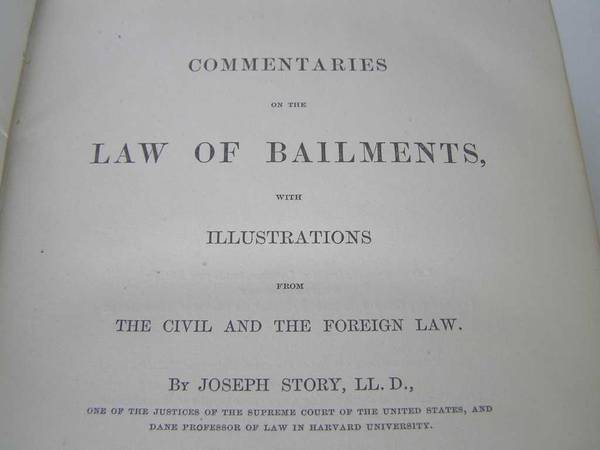 COMMENTARIES
ON THE
LAW OF BAILMENTS,
WITH
ILLUSTRATIONS
FROM
THE CIVIL AND THE FOREIGN LAW.
By JOSEPH STORY, LL. D.,
ONE OF THE JUSTICES OF THE SUPREME COURT OF THE UNITED STATES, AND
DANE PROFESSOR OF LAW IN HARVARD UNIVERSITY.